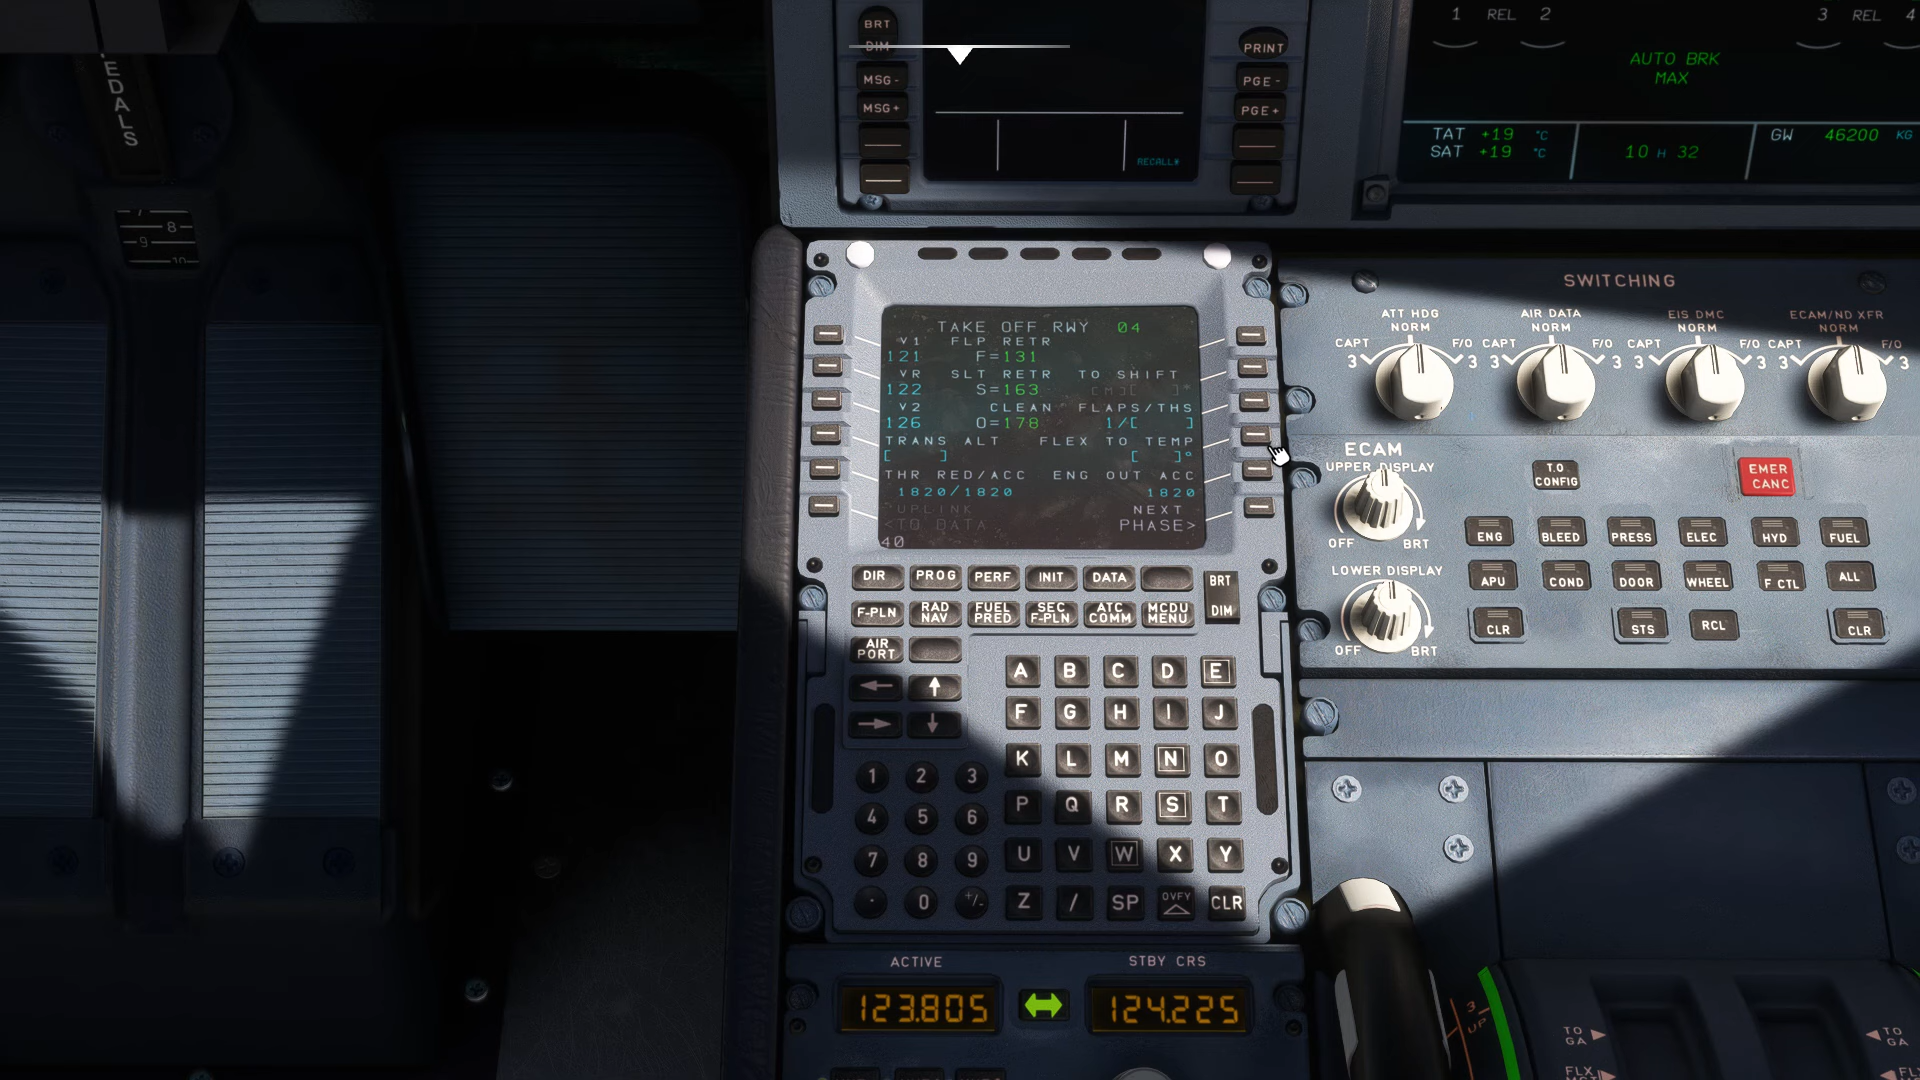 PEDALS
7
8
9
10
BRT
DIM
MSG-
MSG+
PRINT
PGE-
PGE+
RECALL
1 REL 2
3 REL 4
AUTO BRK
MAX
TAT +19 °C
SAT +19 °C
10 H 32
GW 46200 KG
TAKE OFF RWY 04
V1 FLP RETR
121 F=131
VR SLT RETR TO SHIFT
122 S=163 [M][ ]*
V2 CLEAN FLAPS/THS
126 O=178 1/[ ]
TRANS ALT FLEX TO TEMP
[ ] [ ]°
THR RED/ACC ENG OUT ACC
1820/1820 1820
UPLINK NEXT
<TO DATA PHASE>
40
DIR PROG PERF INIT DATA
BRT
DIM
F-PLN RAD NAV FUEL PRED SEC F-PLN ATC COMM MCDU MENU
AIR PORT
A B C D E
F G H I J
K L M N O
1 2 3
P Q R S T
4 5 6
U V W X Y
7 8 9
. 0 +/- Z / SP OVFY CLR
ACTIVE STBY CRS
123.805 124.225
SWITCHING
ATT HDG NORM
CAPT 3 F/O 3
AIR DATA NORM
CAPT 3 F/O 3
EIS DMC NORM
CAPT 3 F/O 3
ECAM/ND XFR NORM
CAPT 3 F/O 3
ECAM
UPPER DISPLAY
OFF BRT
LOWER DISPLAY
OFF BRT
T.O CONFIG
EMER CANC
ENG BLEED PRESS ELEC HYD FUEL
APU COND DOOR WHEEL F CTL ALL
CLR STS RCL CLR
3
UP
TO GA
TO GA
FLX